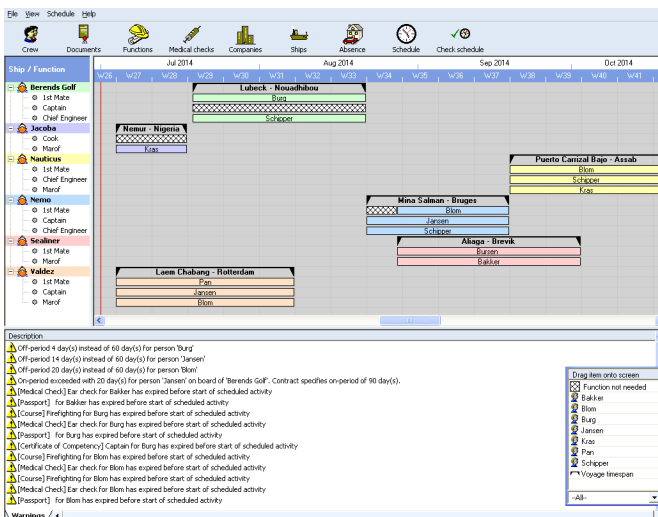 File View Schedule Help
Crew Documents Functions Medical checks Companies Ships Absence Schedule Check schedule
Ship / Function
Jul 2014 Aug 2014 Sep 2014 Oct 2014
W26 W27 W28 W29 W30 W31 W32 W33 W34 W35 W36 W37 W38 W39 W40 W41
Berends Golf Lubeck - Nouadhibou
1st Mate Burg
Captain
Chief Engineer Schipper
Jacoba Nemur - Nigeria
Cook
Marof Kras
Nauticus Puerto Carrizal Bajo - Assab
1st Mate Blom
Chief Engineer Schipper
Marof Kras
Nemo Mina Salman - Bruges
1st Mate Blom
Captain Jansen
Chief Engineer Schipper
Sealiner Aliaga - Brevik
1st Mate Bursen
Marof Bakker
Valdez Laem Chabang - Rotterdam
1st Mate Pan
Captain Jansen
Marof Blom
Description
Off-period 4 day(s) instead of 60 day(s) for person 'Burg'
Off-period 14 day(s) instead of 60 day(s) for person 'Jansen'
Off-period 20 day(s) instead of 60 day(s) for person 'Blom'
On-period exceeded with 20 day(s) for person 'Jansen' on board of 'Berends Golf'. Contract specifies on-period of 90 day(s).
[Medical Check] Ear check for Bakker has expired before start of scheduled activity
[Passport] for Bakker has expired before start of scheduled activity
[Course] Firefighting for Burg has expired before start of scheduled activity
[Medical Check] Ear check for Burg has expired before start of scheduled activity
[Passport] for Burg has expired before start of scheduled activity
[Certificate of Competency] Captain for Burg has expired before start of scheduled activity
[Course] Firefighting for Blom has expired before start of scheduled activity
[Medical Check] Ear check for Blom has expired before start of scheduled activity
[Course] Firefighting for Blom has expired before start of scheduled activity
[Medical Check] Ear check for Blom has expired before start of scheduled activity
[Passport] for Blom has expired before start of scheduled activity
Drag item onto screen
Function not needed
Bakker
Blom
Burg
Jansen
Kras
Pan
Schipper
Voyage timespan
--All--
Warnings